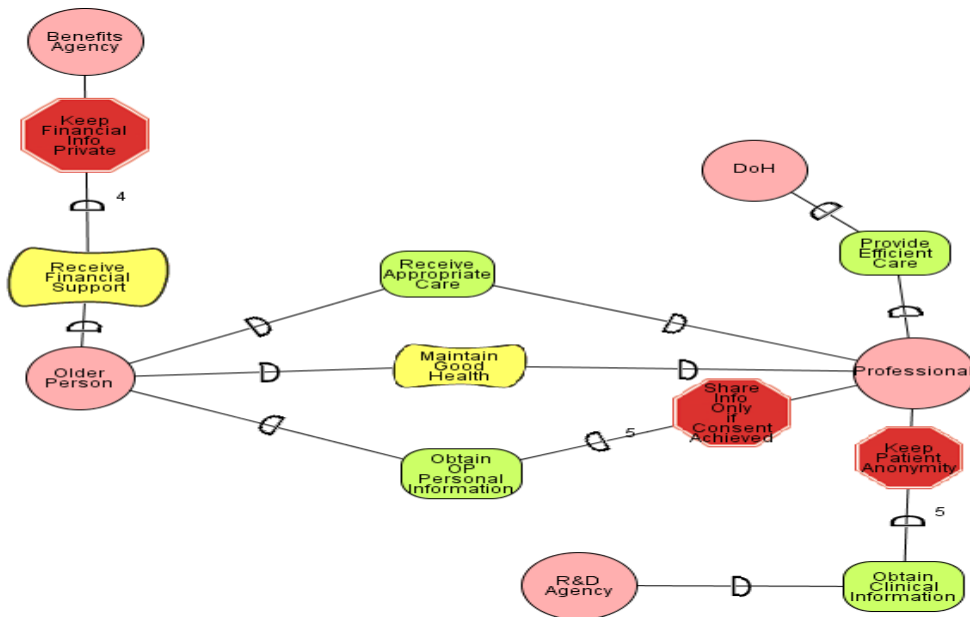 Benefits
Agency
Keep
Financial
Info
Private
4
DoH
Provide
Efficient
Care
Receive
Financial
Support
Receive
Appropriate
Care
Older
Person
Maintain
Good
Health
Professional
Share
Info
Only
if
Consent
Achieved
5
Keep
Patient
Anonymity
Obtain
OP
Personal
Information
5
R&D
Agency
Obtain
Clinical
Information